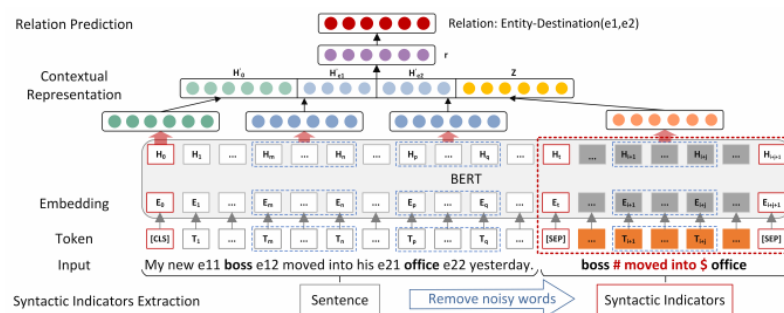 Relation Prediction
Relation: Entity-Destination(e1,e2)
r
Contextual Representation
H'0 H'e1 H'e2 Z
H0 H1 ... Hm ... Hn ... Hp ... Hq ... Ht ... Hi+1 ... Hi+j ... Hi+j+1
BERT
Embedding
E0 E1 ... Em ... En ... Ep ... Eq ... Et ... Ei+1 ... Ei+j ... Ei+j+1
Token
[CLS] T1 ... Tm ... Tn ... Tp ... Tq ... [SEP] ... Ti+1 ... Ti+j ... [SEP]
Input
My new e11 boss e12 moved into his e21 office e22 yesterday.
boss # moved into $ office
Syntactic Indicators Extraction
Sentence
Remove noisy words
Syntactic Indicators